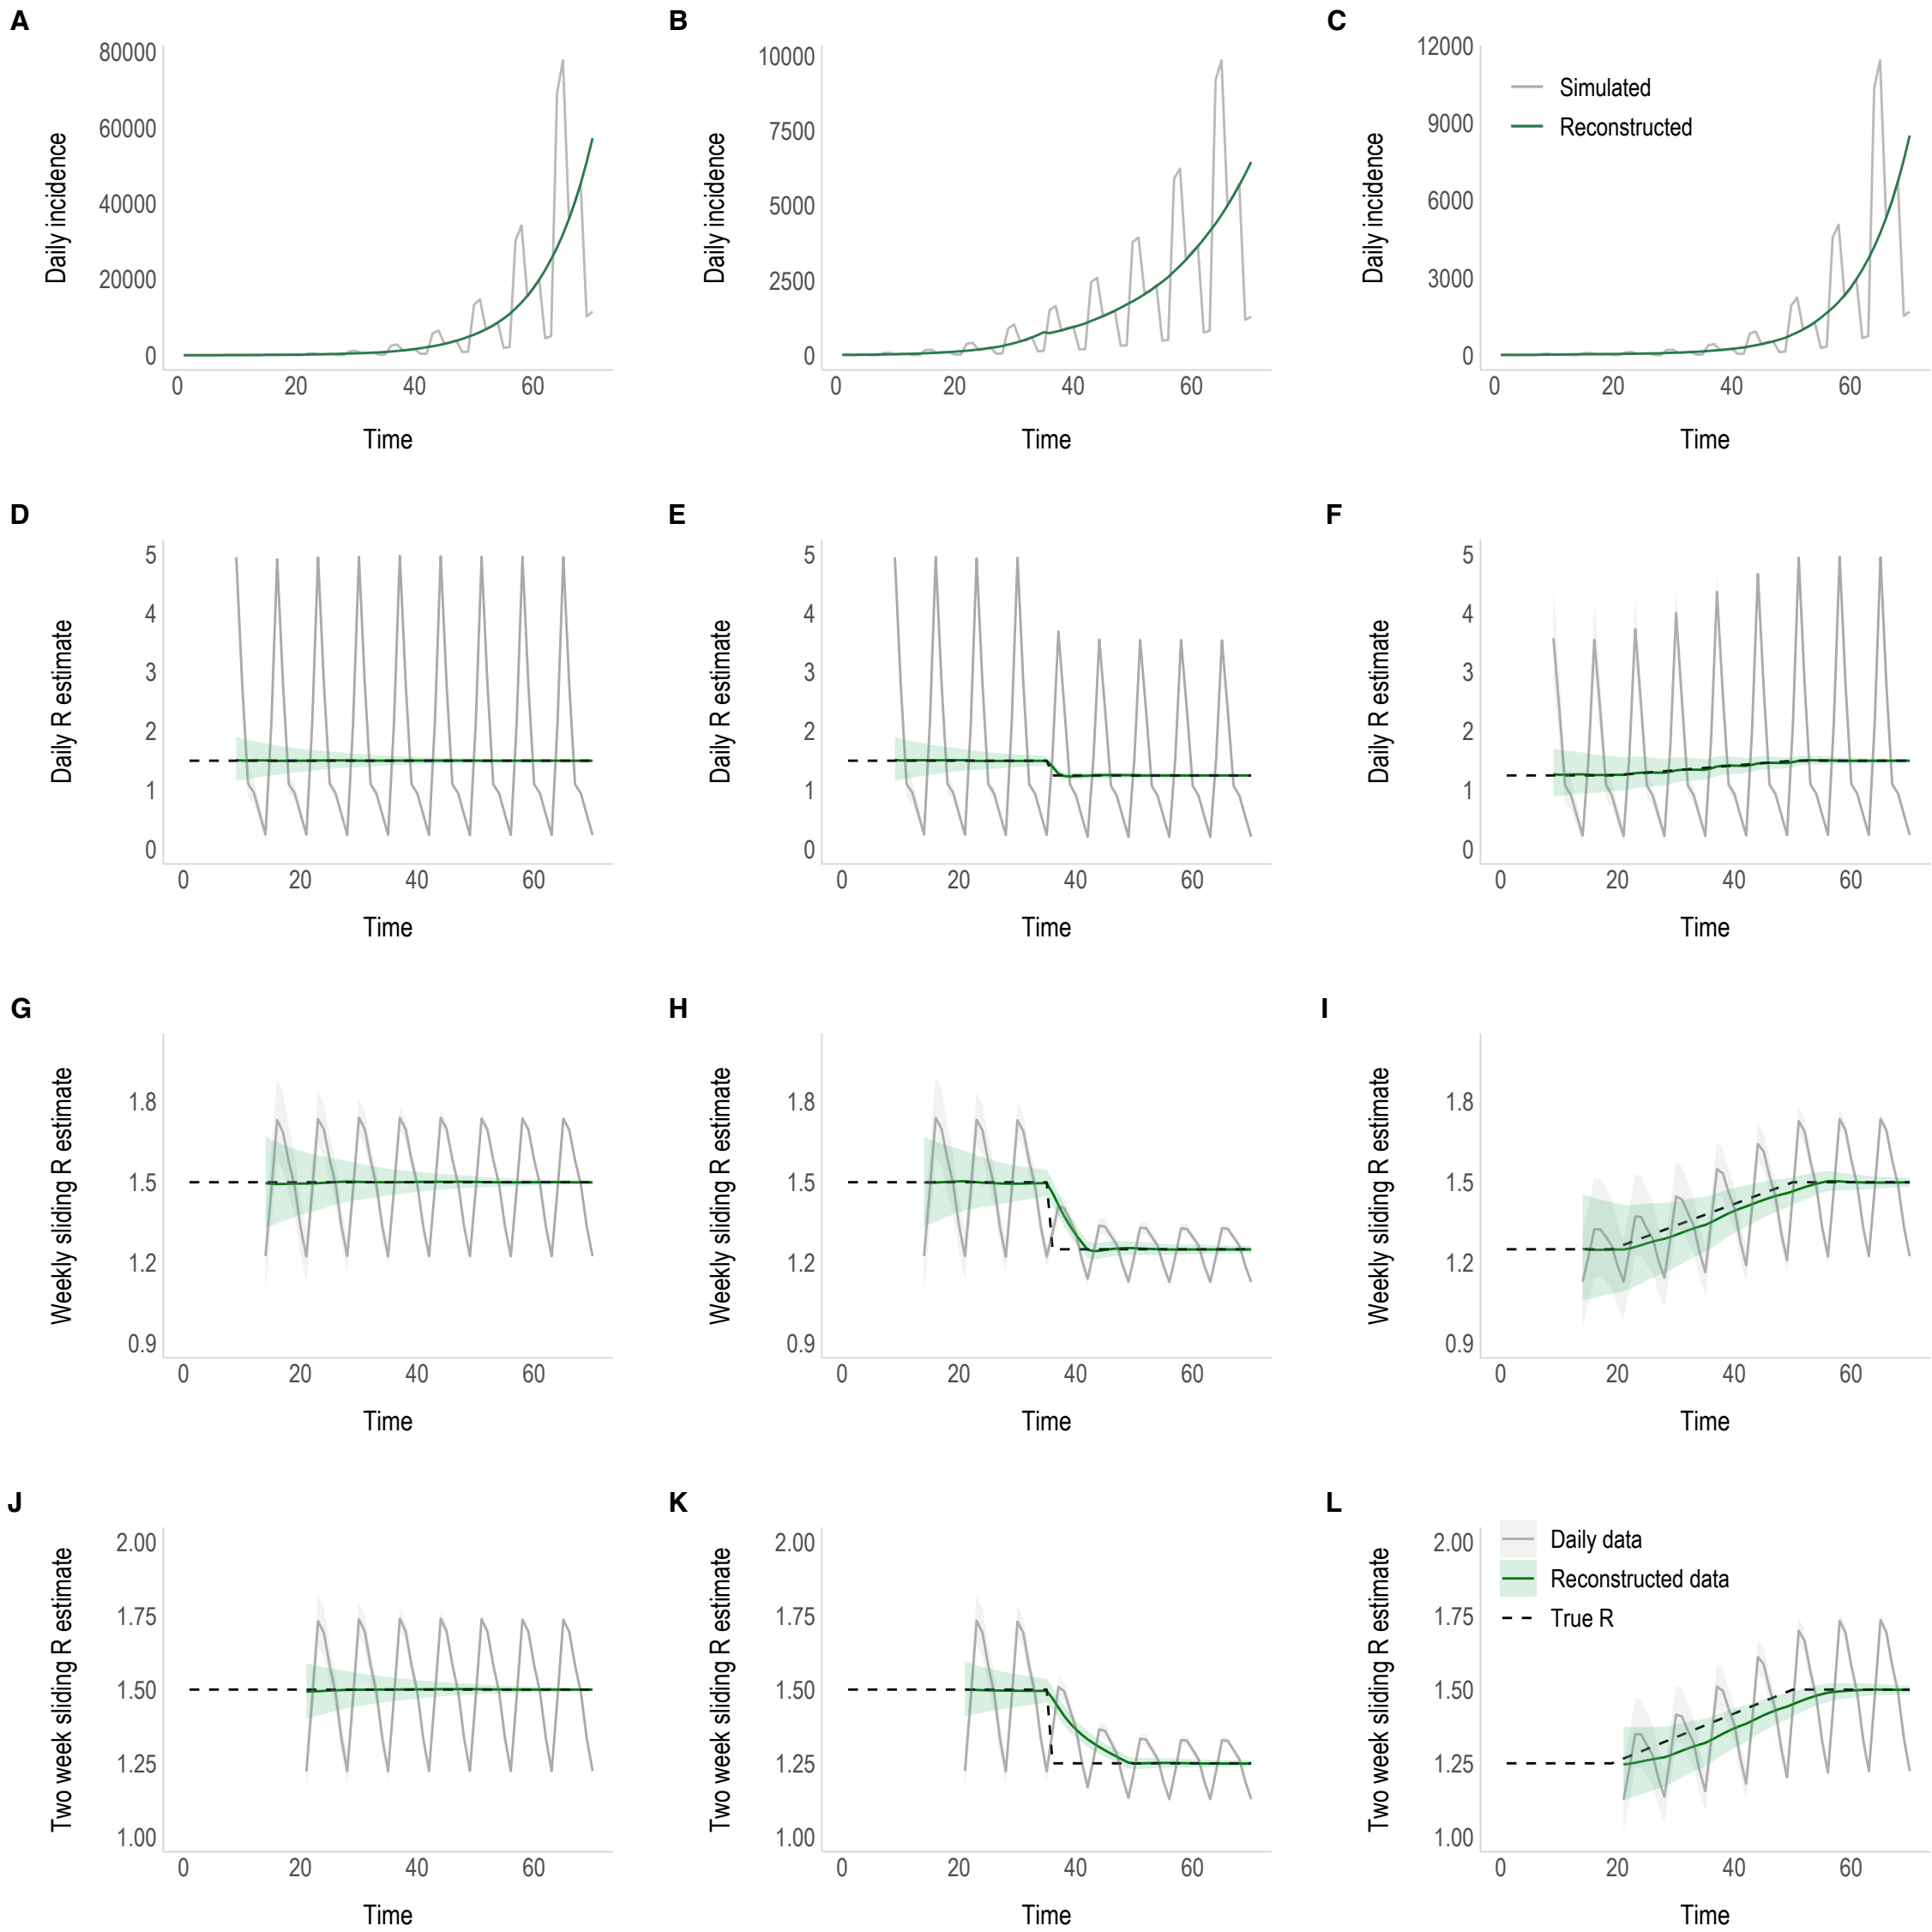 A
80000
60000
40000
20000
0
Daily incidence
0 20 40 60
Time
B
10000
7500
5000
2500
0
Daily incidence
0 20 40 60
Time
C
12000
9000
6000
3000
0
Daily incidence
Simulated
Reconstructed
0 20 40 60
Time
D
5
4
3
2
1
0
Daily R estimate
0 20 40 60
Time
E
5
4
3
2
1
0
Daily R estimate
0 20 40 60
Time
F
5
4
3
2
1
0
Daily R estimate
0 20 40 60
Time
G
1.8
1.5
1.2
0.9
Weekly sliding R estimate
0 20 40 60
Time
H
1.8
1.5
1.2
0.9
Weekly sliding R estimate
0 20 40 60
Time
I
1.8
1.5
1.2
0.9
Weekly sliding R estimate
0 20 40 60
Time
J
2.00
1.75
1.50
1.25
1.00
Two week sliding R estimate
0 20 40 60
Time
K
2.00
1.75
1.50
1.25
1.00
Two week sliding R estimate
0 20 40 60
Time
L
2.00
1.75
1.50
1.25
1.00
Two week sliding R estimate
Daily data
Reconstructed data
True R
0 20 40 60
Time